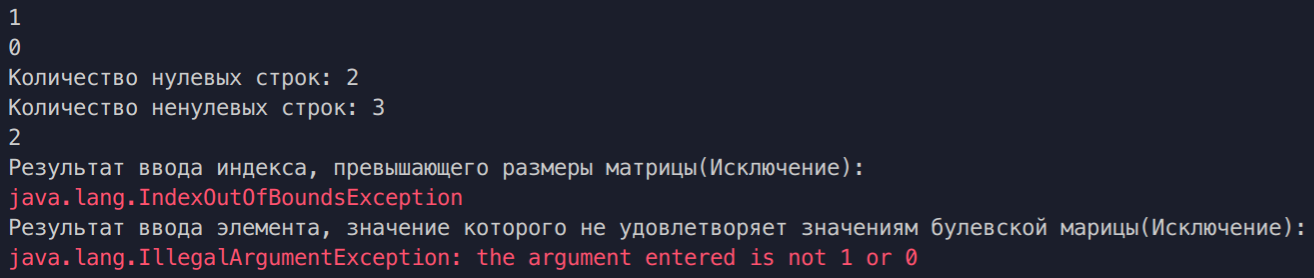 1
0
Количество нулевых строк: 2
Количество ненулевых строк: 3
2
Результат ввода индекса, превышающего размеры матрицы(Исключение):
java.lang.IndexOutOfBoundsException
Результат ввода элемента, значение которого не удовлетворяет значениям булевской марицы(Исключение):
java.lang.IllegalArgumentException: the argument entered is not 1 or 0